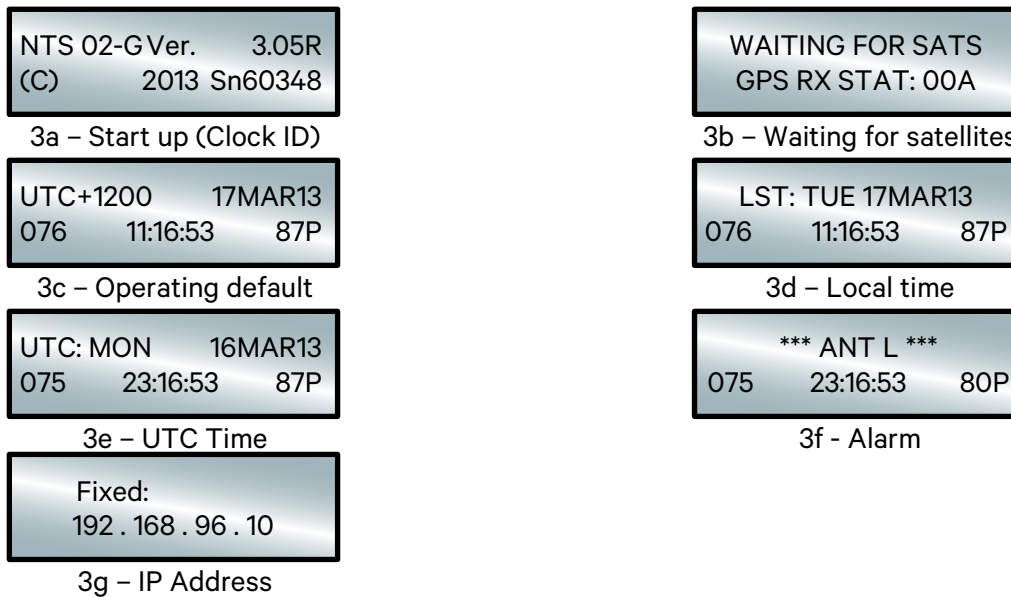 NTS 02-G Ver. 3.05R
(C) 2013 Sn60348
3a – Start up (Clock ID)
WAITING FOR SATS
GPS RX STAT: 00A
3b – Waiting for satellites
UTC+1200 17MAR13
076 11:16:53 87P
3c – Operating default
LST: TUE 17MAR13
076 11:16:53 87P
3d – Local time
UTC: MON 16MAR13
075 23:16:53 87P
3e – UTC Time
*** ANT L ***
075 23:16:53 80P
3f - Alarm
Fixed:
192 . 168 . 96 . 10
3g – IP Address